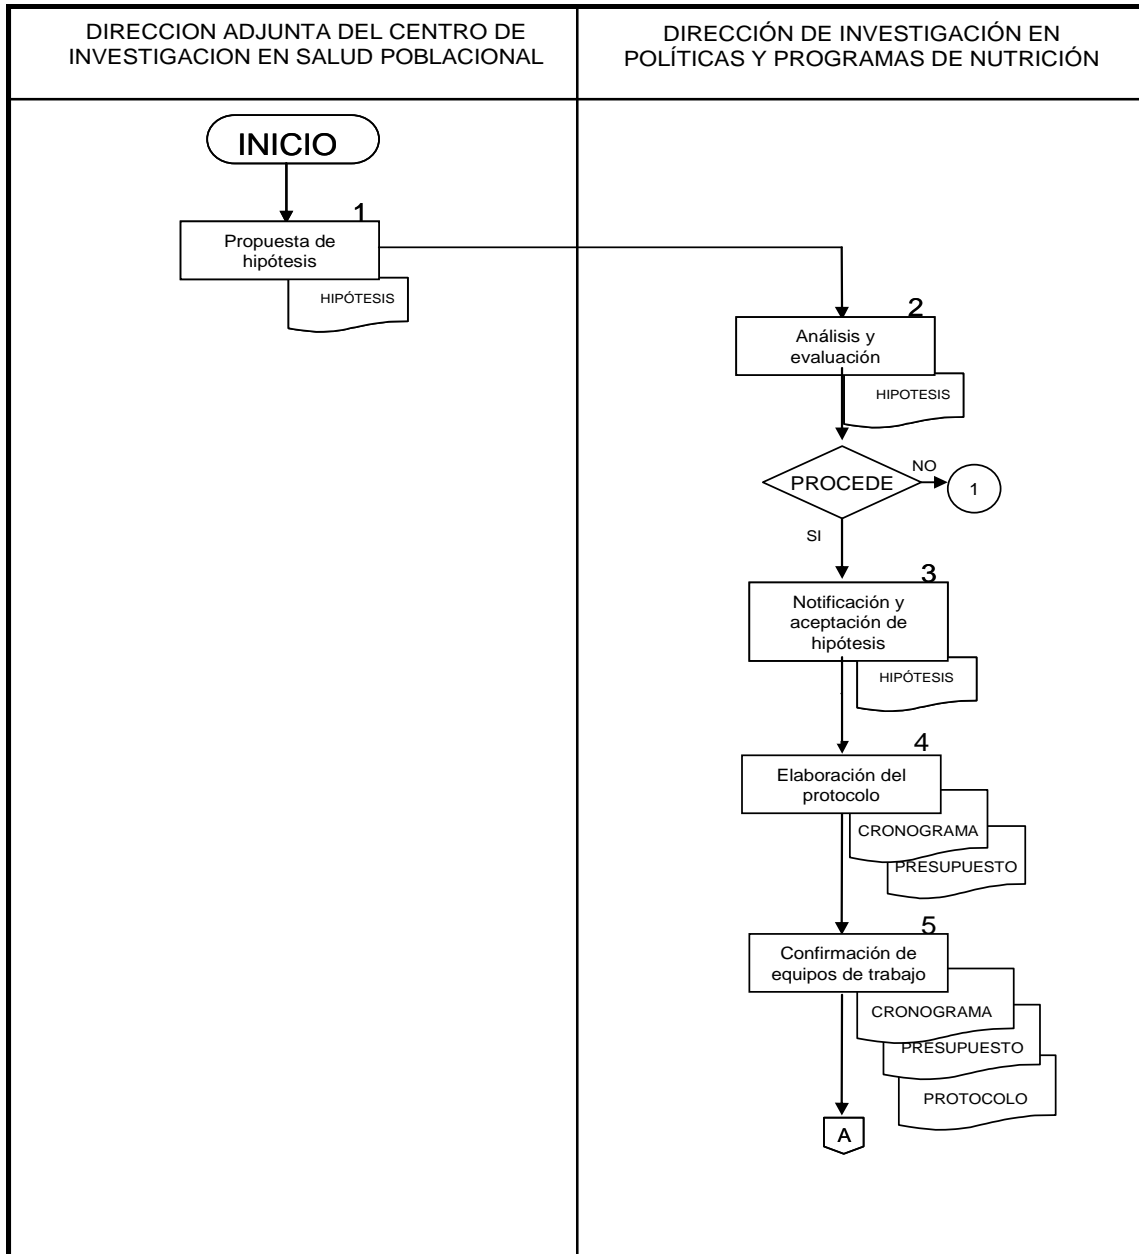 DIRECCION ADJUNTA DEL CENTRO DE
INVESTIGACION EN SALUD POBLACIONAL
DIRECCIÓN DE INVESTIGACIÓN EN
POLÍTICAS Y PROGRAMAS DE NUTRICIÓN
INICIO
1
Propuesta de
hipótesis
HIPÓTESIS
2
Análisis y
evaluación
HIPOTESIS
PROCEDE
NO
1
SI
3
Notificación y
aceptación de
hipótesis
HIPÓTESIS
4
Elaboración del
protocolo
CRONOGRAMA
PRESUPUESTO
5
Confirmación de
equipos de trabajo
CRONOGRAMA
PRESUPUESTO
PROTOCOLO
A